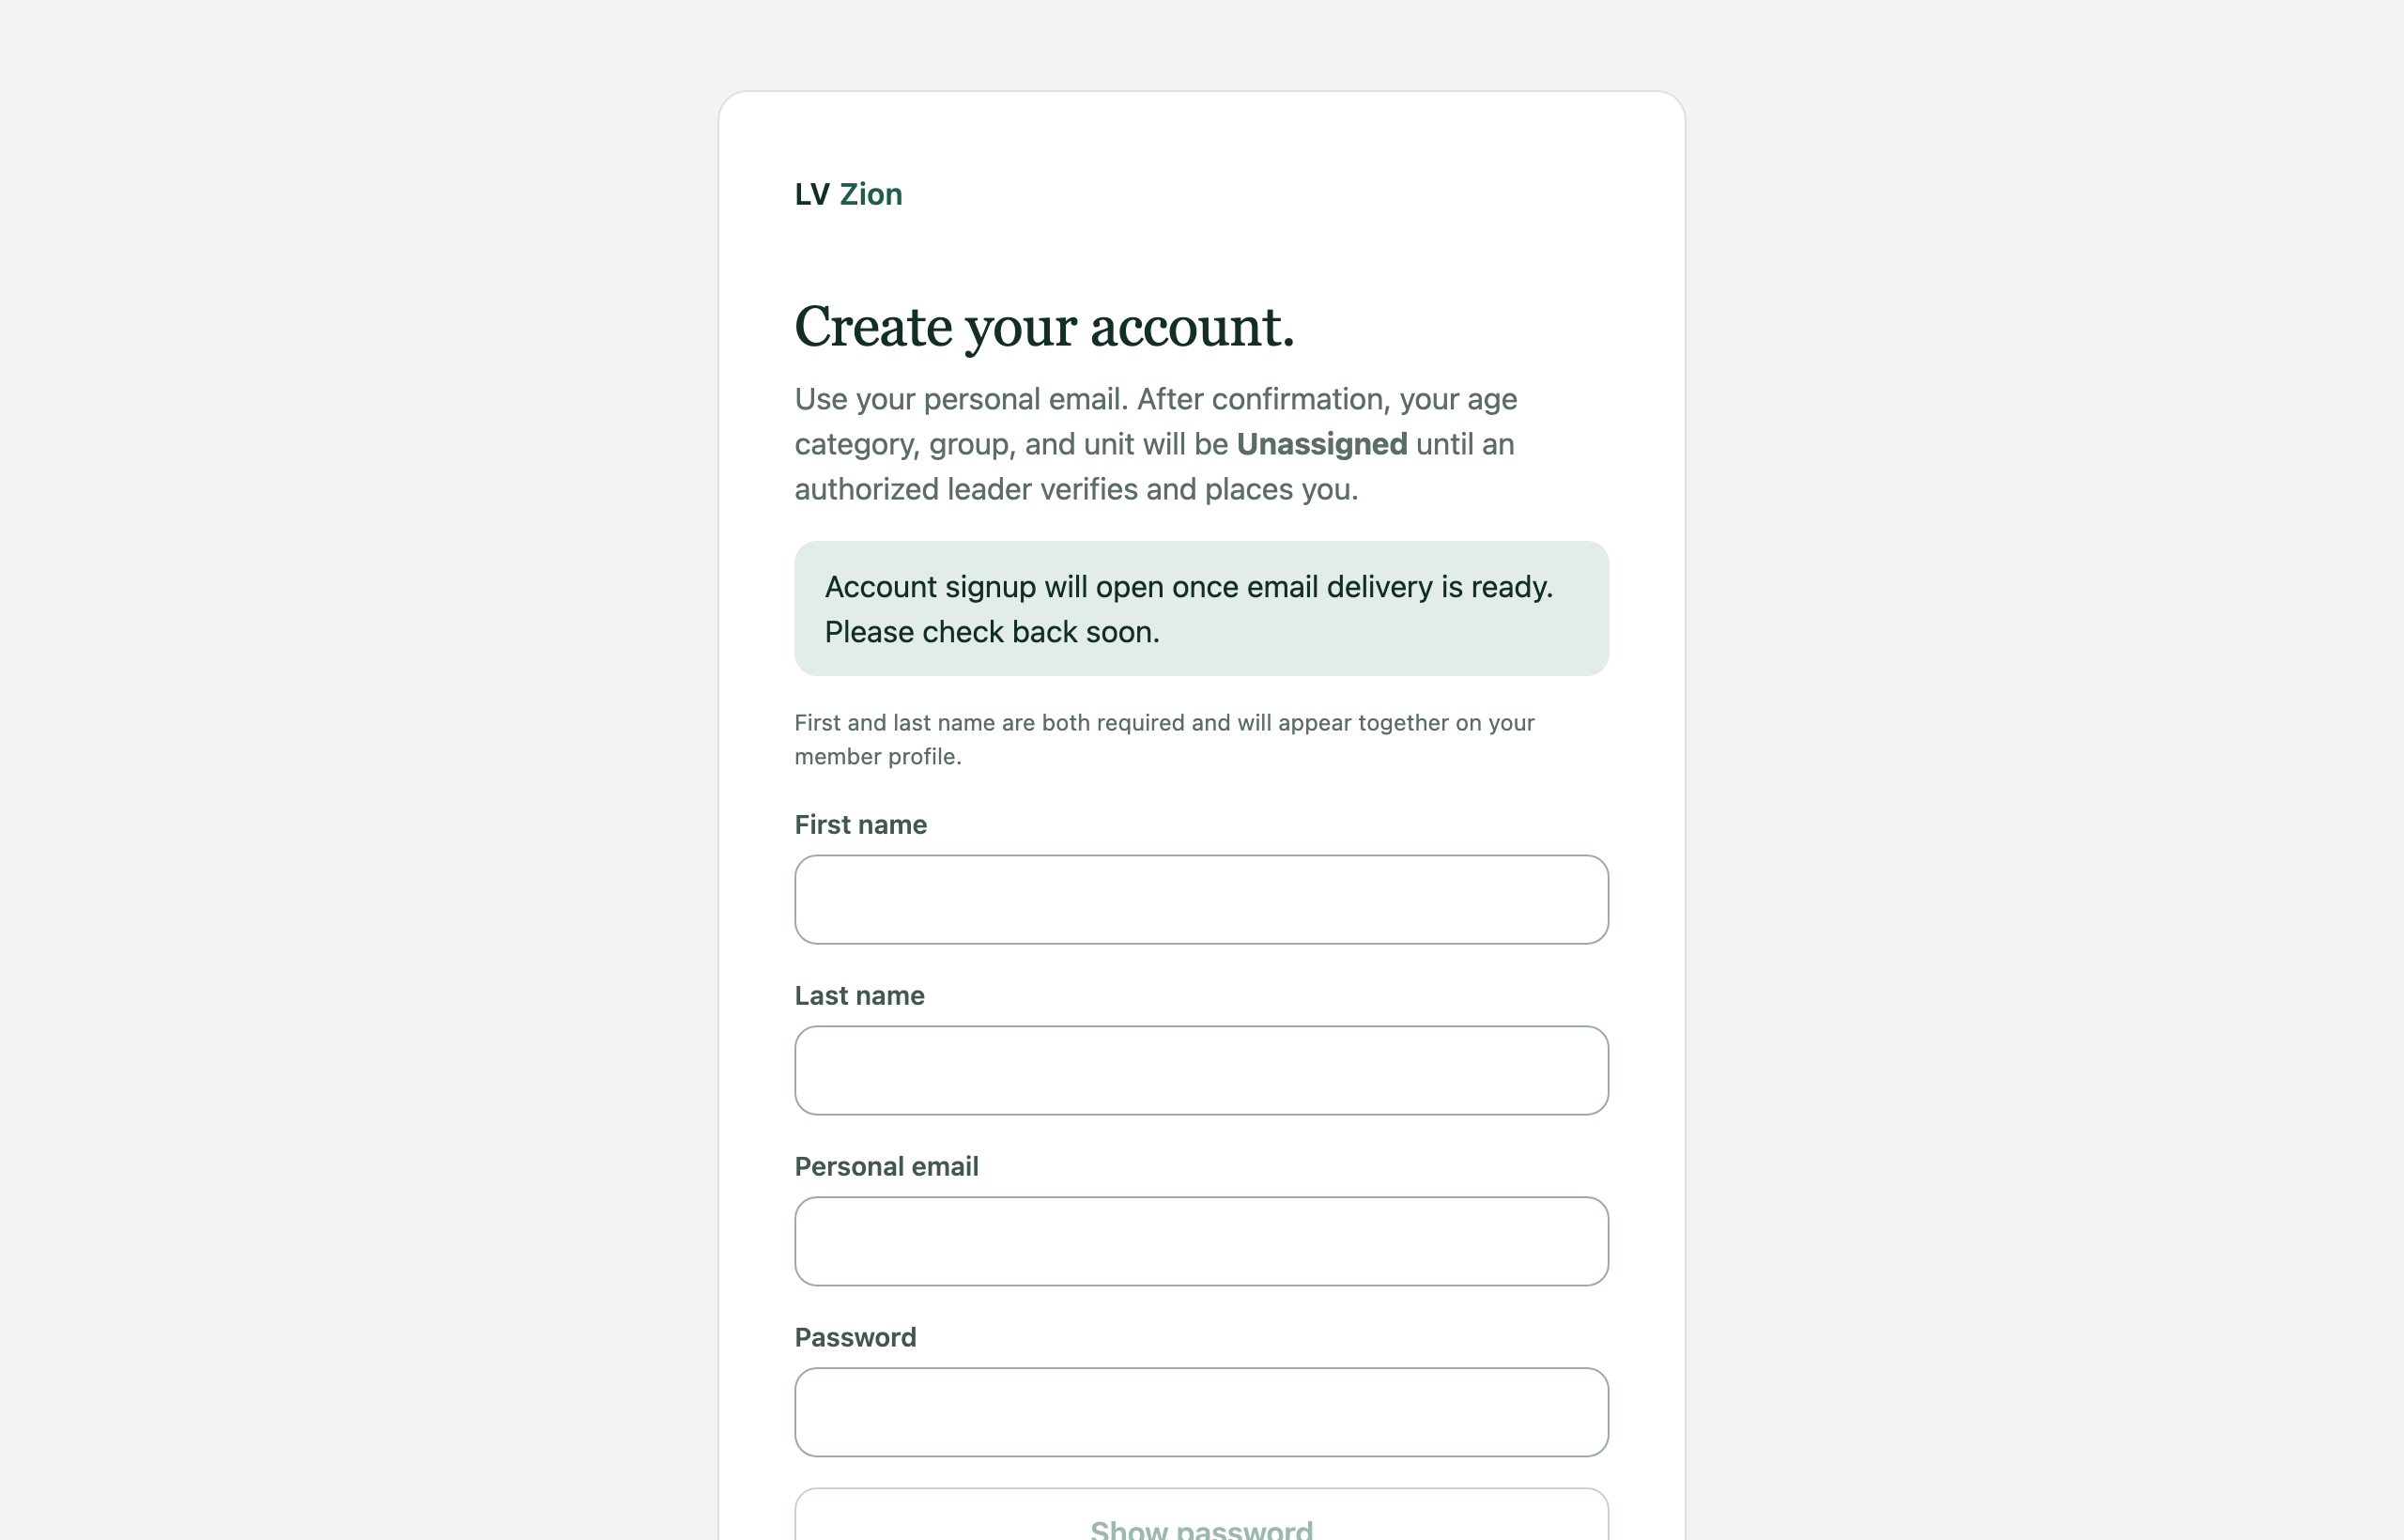 LV Zion
Create your account.
Use your personal email. After confirmation, your age
category, group, and unit will be Unassigned until an
authorized leader verifies and places you.
Account signup will open once email delivery is ready.
Please check back soon.
First and last name are both required and will appear together on your
member profile.
First name
Last name
Personal email
Password
Show password